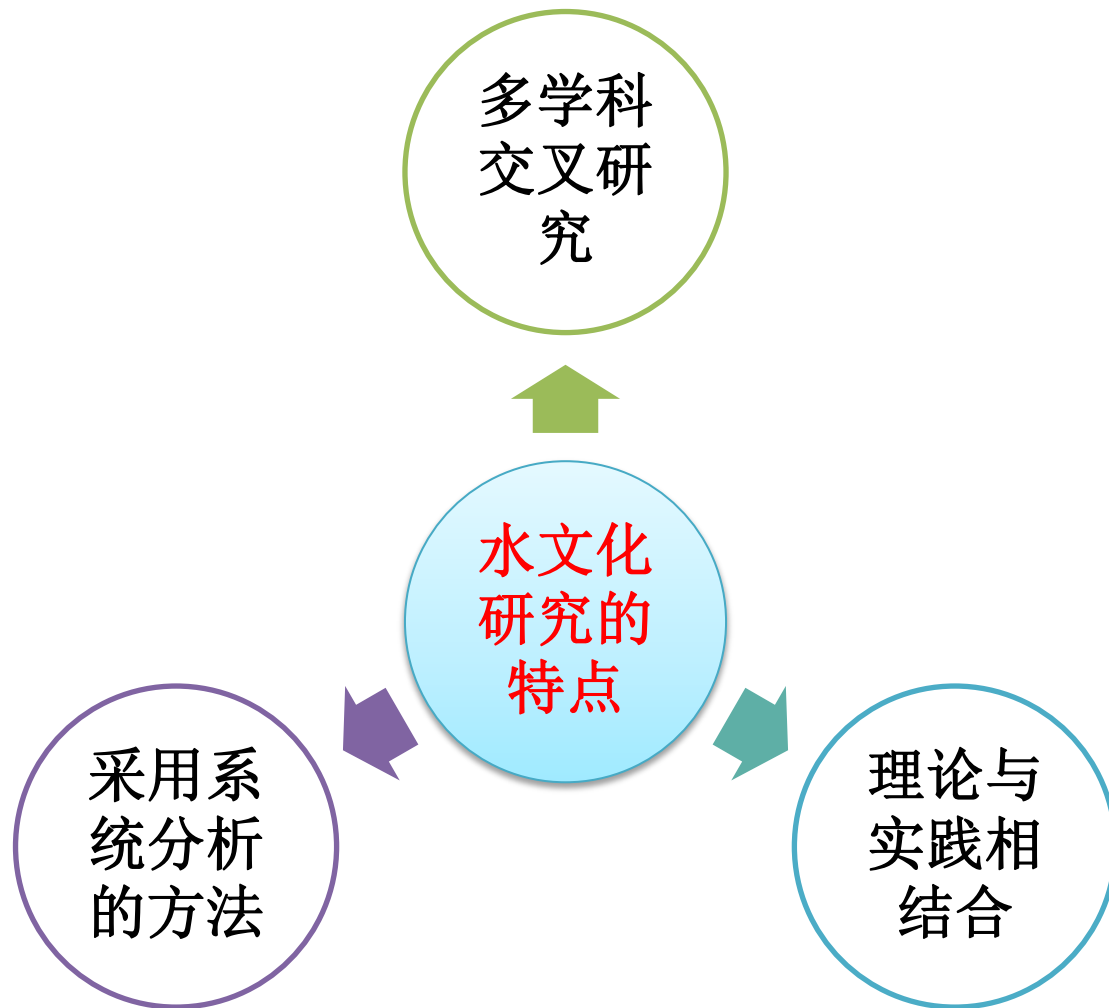 多学科
交叉研
究
水文化
研究的
特点
采用系
统分析
的方法
理论与
实践相
结合